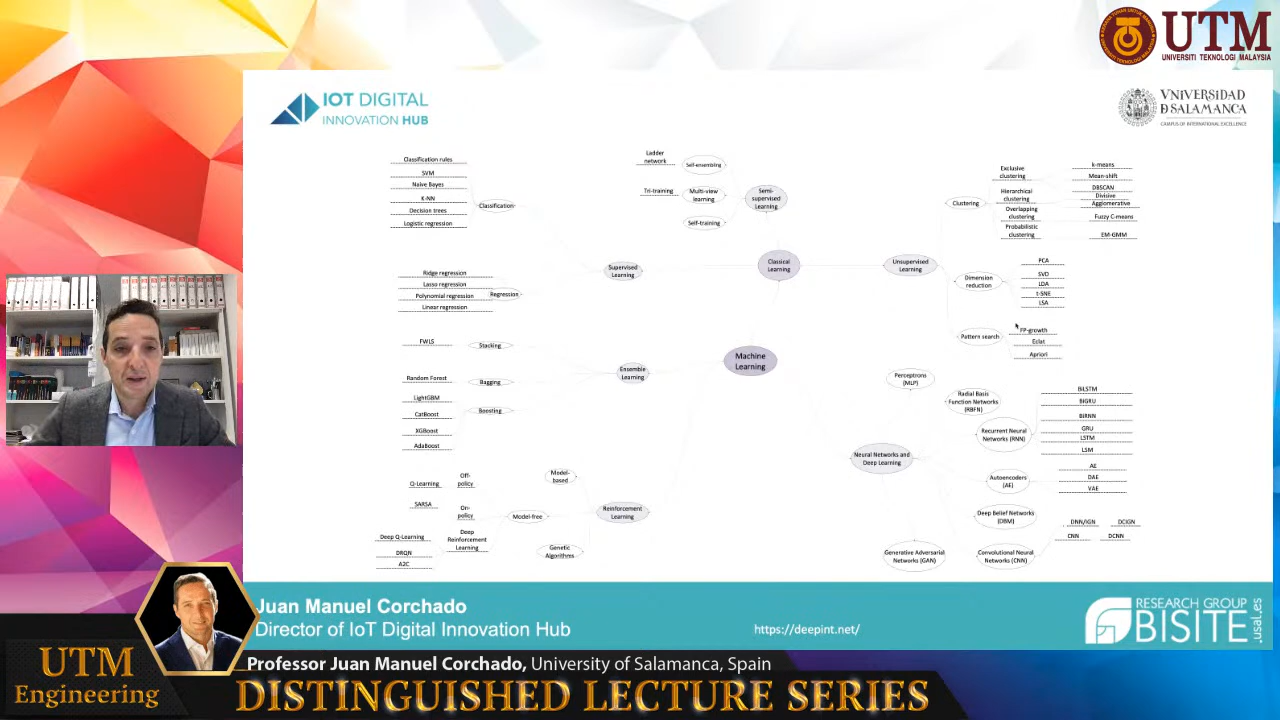 UTM
UNIVERSITI TEKNOLOGI MALAYSIA
IOT DIGITAL
INNOVATION HUB
VNIVERSIDAD
D SALAMANCA
CAMPUS OF INTERNATIONAL EXCELLENCE
Classification rules
SVM
Naive Bayes
K-NN
Decision trees
Logistic regression
Classification
Ridge regression
Lasso regression
Polynomial regression
Linear regression
Regression
Supervised
Learning
Ladder
network
Self-ensembling
Tri-training
Multi-view
learning
Self-training
Semi-
supervised
Learning
Classical
Learning
Unsupervised
Learning
Clustering
Exclusive
clustering
k-means
Mean-shift
DBSCAN
Hierarchical
clustering
Divisive
Agglomerative
Overlapping
clustering
Fuzzy C-means
Probabilistic
clustering
EM-GMM
Dimension
reduction
PCA
SVD
LDA
t-SNE
LSA
Pattern search
FP-growth
Eclat
Apriori
Machine
Learning
FWLS
Stacking
Random Forest
Bagging
LightGBM
CatBoost
XGBoost
AdaBoost
Boosting
Ensemble
Learning
Q-Learning
Off-
policy
SARSA
On-
policy
Deep Q-Learning
DRQN
A2C
Deep
Reinforcement
Learning
Model-free
Model-
based
Genetic
Algorithms
Reinforcement
Learning
Neural Networks and
Deep Learning
Perceptrons
(MLP)
Radial Basis
Function Networks
(RBFN)
Recurrent Neural
Networks (RNN)
BiLSTM
BiGRU
BiRNN
GRU
LSTM
LSM
Autoencoders
(AE)
AE
DAE
VAE
Deep Belief Networks
(DBM)
Convolutional Neural
Networks (CNN)
DNN/IGN
DCIGN
CNN
DCNN
Generative Adversarial
Networks (GAN)
Juan Manuel Corchado
Director of IoT Digital Innovation Hub
https://deepint.net/
RESEARCH GROUP
BISITE
.usal.es
UTM
Engineering
Professor Juan Manuel Corchado, University of Salamanca, Spain
DISTINGUISHED LECTURE SERIES